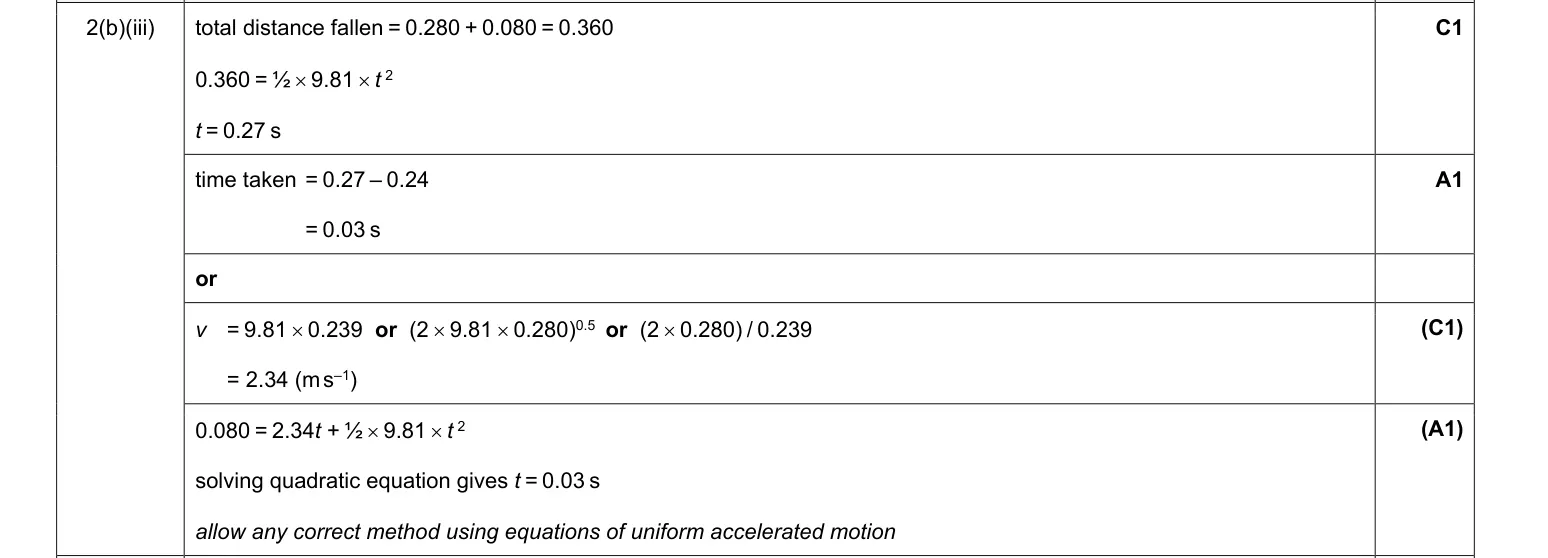 2(b)(iii) total distance fallen = 0.280 + 0.080 = 0.360 C1
0.360 = ½ × 9.81 × t²
t = 0.27 s
time taken = 0.27 – 0.24 A1
= 0.03 s
or
v = 9.81 × 0.239 or (2 × 9.81 × 0.280)⁰·⁵ or (2 × 0.280) / 0.239 (C1)
= 2.34 (m s⁻¹)
0.080 = 2.34t + ½ × 9.81 × t² (A1)
solving quadratic equation gives t = 0.03 s
allow any correct method using equations of uniform accelerated motion